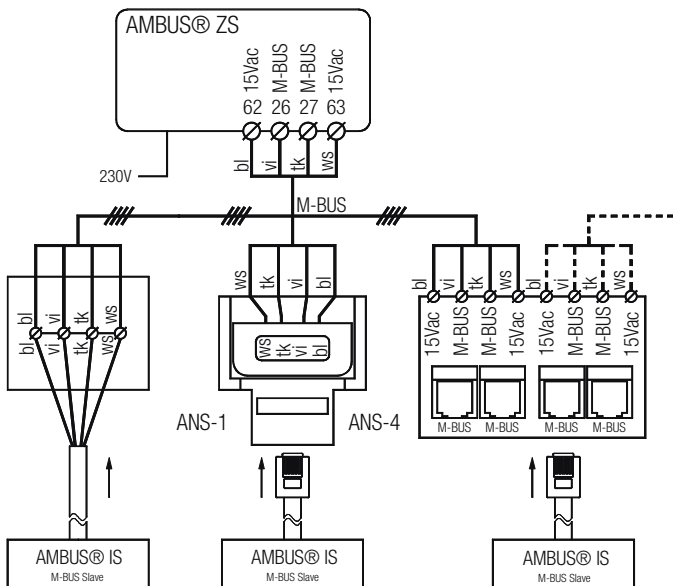 AMBUS® ZS
15Vac M-BUS M-BUS 15Vac
62 26 27 63
bl vi tk ws
230V
M-BUS
bl vi tk ws
bl vi tk ws
ws tk vi bl
ws tk vi bl
bl vi tk ws bl vi tk ws
15Vac M-BUS M-BUS 15Vac 15Vac M-BUS M-BUS 15Vac
M-BUS M-BUS M-BUS M-BUS
ANS-1
ANS-4
AMBUS® IS
M-BUS Slave
AMBUS® IS
M-BUS Slave
AMBUS® IS
M-BUS Slave